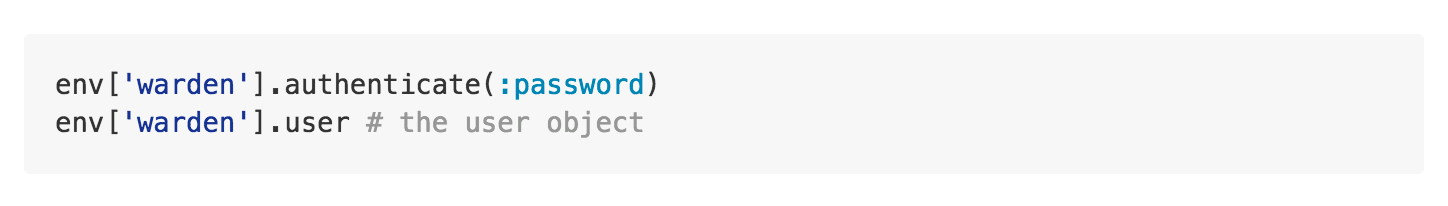 env['warden'].authenticate(:password)
env['warden'].user # the user object